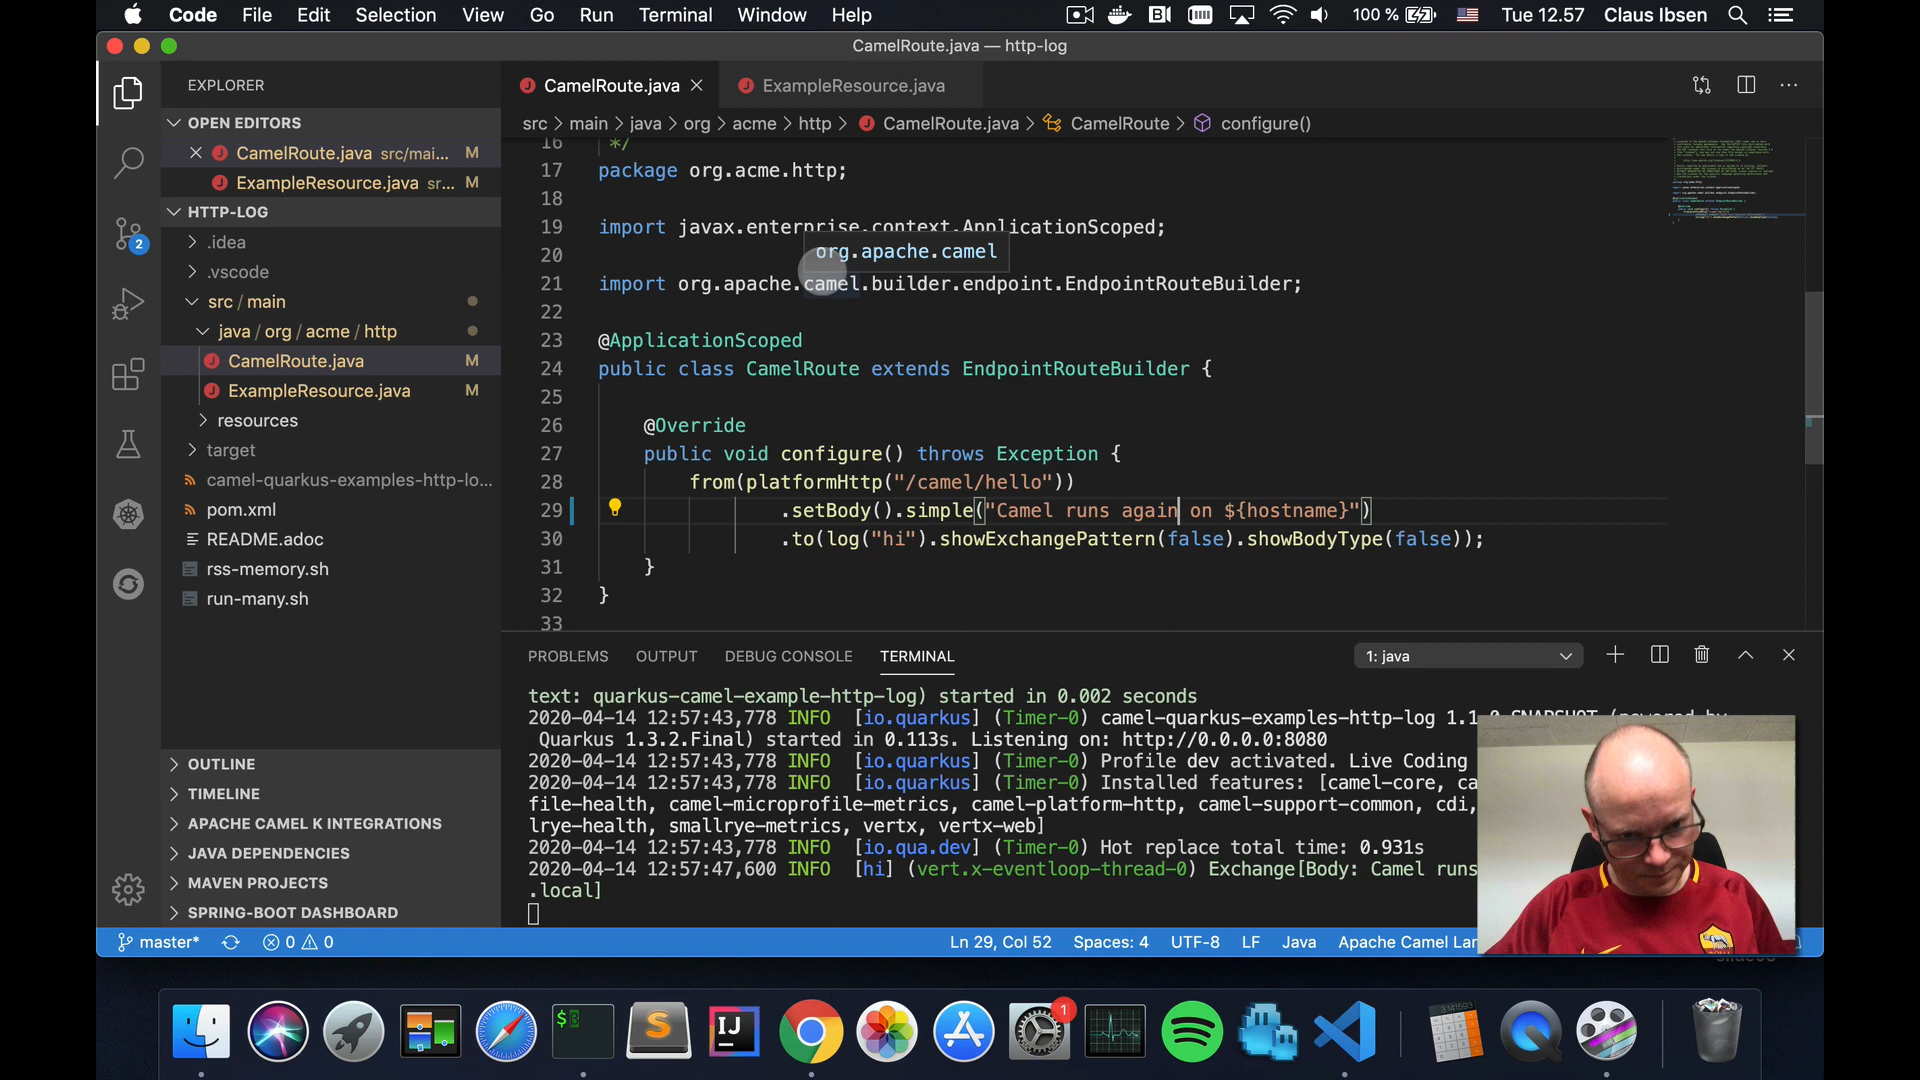 Code File Edit Selection View Go Run Terminal Window Help 100 % Tue 12.57 Claus Ibsen
CamelRoute.java — http-log
EXPLORER
OPEN EDITORS
CamelRoute.java src/mai... M
ExampleResource.java sr... M
HTTP-LOG
.idea
.vscode
src / main
java / org / acme / http
CamelRoute.java M
ExampleResource.java M
resources
target
camel-quarkus-examples-http-lo...
pom.xml
README.adoc
rss-memory.sh
run-many.sh
OUTLINE
TIMELINE
APACHE CAMEL K INTEGRATIONS
JAVA DEPENDENCIES
MAVEN PROJECTS
SPRING-BOOT DASHBOARD
2
CamelRoute.java ExampleResource.java
src > main > java > org > acme > http > CamelRoute.java > CamelRoute > configure()
16 */
17 package org.acme.http;
18
19 import javax.enterprise.context.ApplicationScoped;
20
org.apache.camel
21 import org.apache.camel.builder.endpoint.EndpointRouteBuilder;
22
23 @ApplicationScoped
24 public class CamelRoute extends EndpointRouteBuilder {
25
26 @Override
27 public void configure() throws Exception {
28 from(platformHttp("/camel/hello"))
29 .setBody().simple("Camel runs again on ${hostname}")
30 .to(log("hi").showExchangePattern(false).showBodyType(false));
31 }
32 }
33
PROBLEMS OUTPUT DEBUG CONSOLE TERMINAL 1: java
text: quarkus-camel-example-http-log) started in 0.002 seconds
2020-04-14 12:57:43,778 INFO [io.quarkus] (Timer-0) camel-quarkus-examples-http-log 1.1.0-SNAPSHOT (powered by
Quarkus 1.3.2.Final) started in 0.113s. Listening on: http://0.0.0.0:8080
2020-04-14 12:57:43,778 INFO [io.quarkus] (Timer-0) Profile dev activated. Live Coding
2020-04-14 12:57:43,778 INFO [io.quarkus] (Timer-0) Installed features: [camel-core, ca
file-health, camel-microprofile-metrics, camel-platform-http, camel-support-common, cdi,
lrye-health, smallrye-metrics, vertx, vertx-web]
2020-04-14 12:57:43,778 INFO [io.qua.dev] (Timer-0) Hot replace total time: 0.931s
2020-04-14 12:57:47,600 INFO [hi] (vert.x-eventloop-thread-0) Exchange[Body: Camel runs
.local]
master* 0 0 Ln 29, Col 52 Spaces: 4 UTF-8 LF Java Apache Camel Lan
$
S
IJ
1